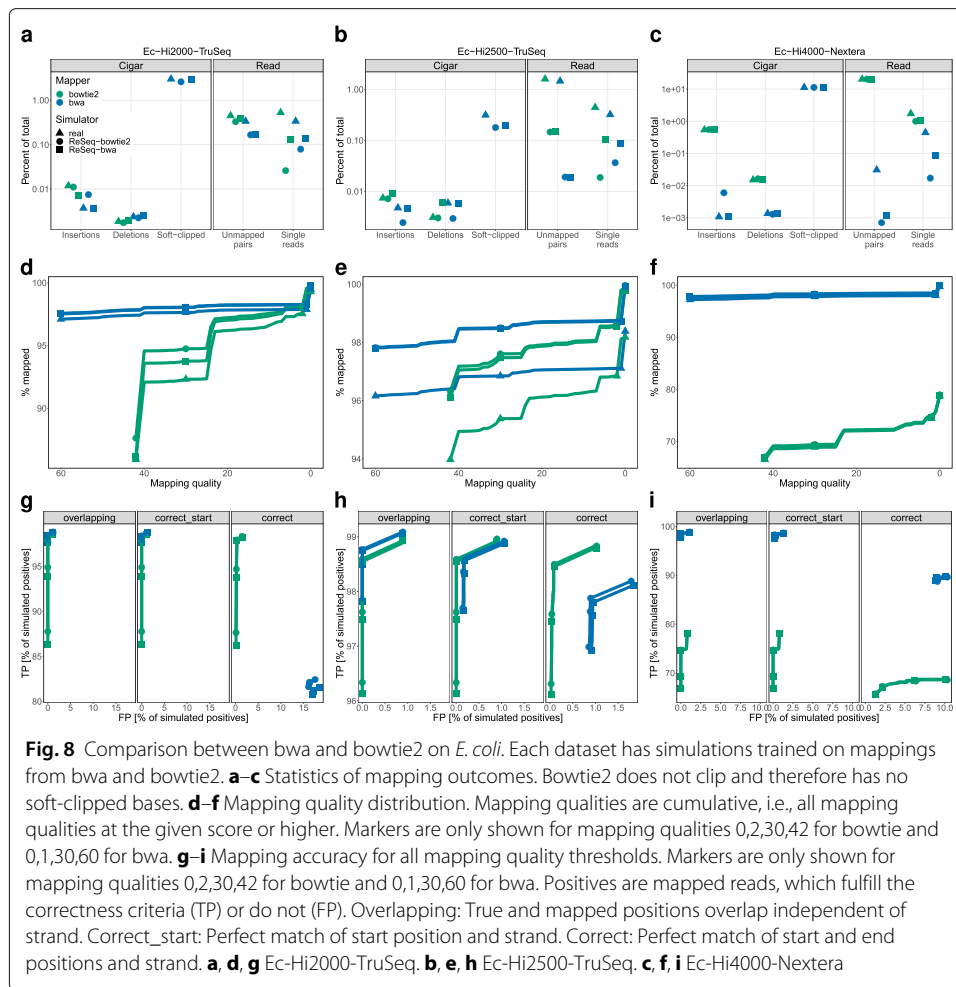 a
b
c
Ec−Hi2000−TruSeq
Ec−Hi2500−TruSeq
Ec−Hi4000−Nextera
Cigar
Read
Cigar
Read
Cigar
Read
Percent of total
1.00
0.10
0.01
Mapper
bowtie2
bwa
Simulator
real
ReSeq−bowtie2
ReSeq−bwa
Insertions
Deletions
Soft−clipped
Unmapped
pairs
Single
reads
Percent of total
1.00
0.10
0.01
Insertions
Deletions
Soft−clipped
Unmapped
pairs
Single
reads
Percent of total
1e+01
1e+00
1e−01
1e−02
1e−03
Insertions
Deletions
Soft−clipped
Unmapped
pairs
Single
reads
d
e
f
% mapped
100
95
90
60
40
20
0
Mapping quality
% mapped
100
98
96
94
60
40
20
0
Mapping quality
% mapped
100
90
80
70
60
40
20
0
Mapping quality
g
h
i
overlapping
correct_start
correct
TP [% of simulated positives]
95
90
85
80
0
5
10
15
0
5
10
15
0
5
10
15
FP [% of simulated positives]
overlapping
correct_start
correct
TP [% of simulated positives]
99
98
97
96
0.0
0.5
1.0
1.5
0.0
0.5
1.0
1.5
0.0
0.5
1.0
1.5
FP [% of simulated positives]
overlapping
correct_start
correct
TP [% of simulated positives]
100
90
80
70
0.0
2.5
5.0
7.5
10.0
0.0
2.5
5.0
7.5
10.0
0.0
2.5
5.0
7.5
10.0
FP [% of simulated positives]
Fig. 8 Comparison between bwa and bowtie2 on E. coli. Each dataset has simulations trained on mappings
from bwa and bowtie2. a–c Statistics of mapping outcomes. Bowtie2 does not clip and therefore has no
soft-clipped bases. d–f Mapping quality distribution. Mapping qualities are cumulative, i.e., all mapping
qualities at the given score or higher. Markers are only shown for mapping qualities 0,2,30,42 for bowtie and
0,1,30,60 for bwa. g–i Mapping accuracy for all mapping quality thresholds. Markers are only shown for
mapping qualities 0,2,30,42 for bowtie and 0,1,30,60 for bwa. Positives are mapped reads, which fulfill the
correctness criteria (TP) or do not (FP). Overlapping: True and mapped positions overlap independent of
strand. Correct_start: Perfect match of start position and strand. Correct: Perfect match of start and end
positions and strand. a, d, g Ec-Hi2000-TruSeq. b, e, h Ec-Hi2500-TruSeq. c, f, i Ec-Hi4000-Nextera